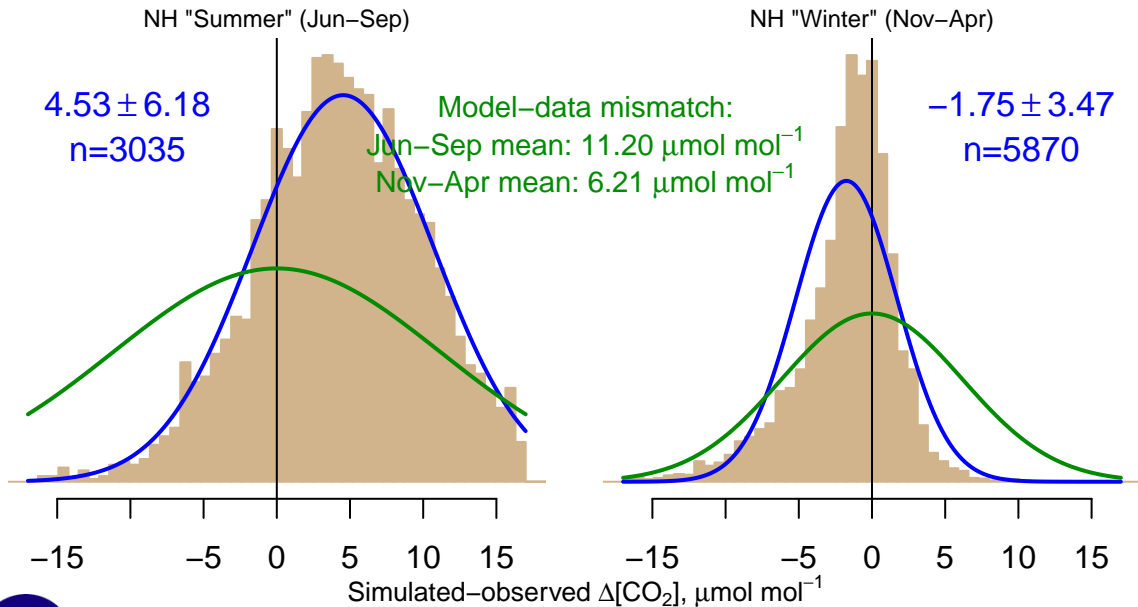 NH "Summer" (Jun−Sep)
4.53 ± 6.18
n=3035
Model−data mismatch:
Jun−Sep mean: 11.20 μmol mol⁻¹
Nov−Apr mean: 6.21 μmol mol⁻¹
NH "Winter" (Nov−Apr)
−1.75 ± 3.47
n=5870
−15 −5 0 5 10 15
−15 −5 0 5 10 15
Simulated−observed Δ[CO₂], μmol mol⁻¹